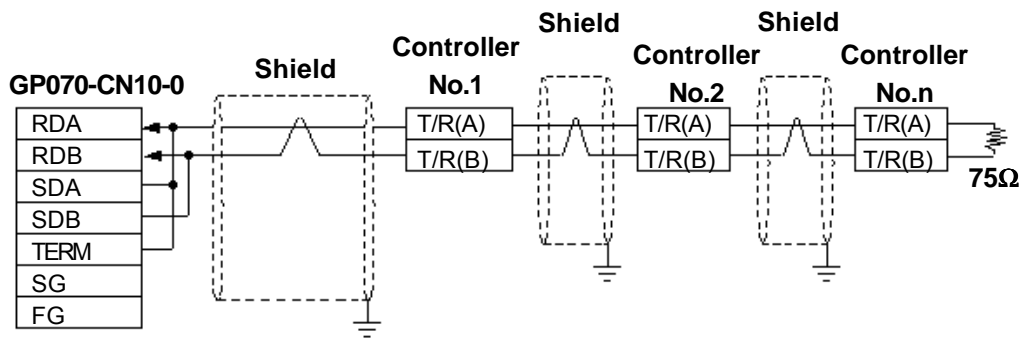 GP070-CN10-0
RDA
RDB
SDA
SDB
TERM
SG
FG
Shield
Controller
No.1
T/R(A)
T/R(B)
Shield
Controller
No.2
T/R(A)
T/R(B)
Shield
Controller
No.n
T/R(A)
T/R(B)
75Ω